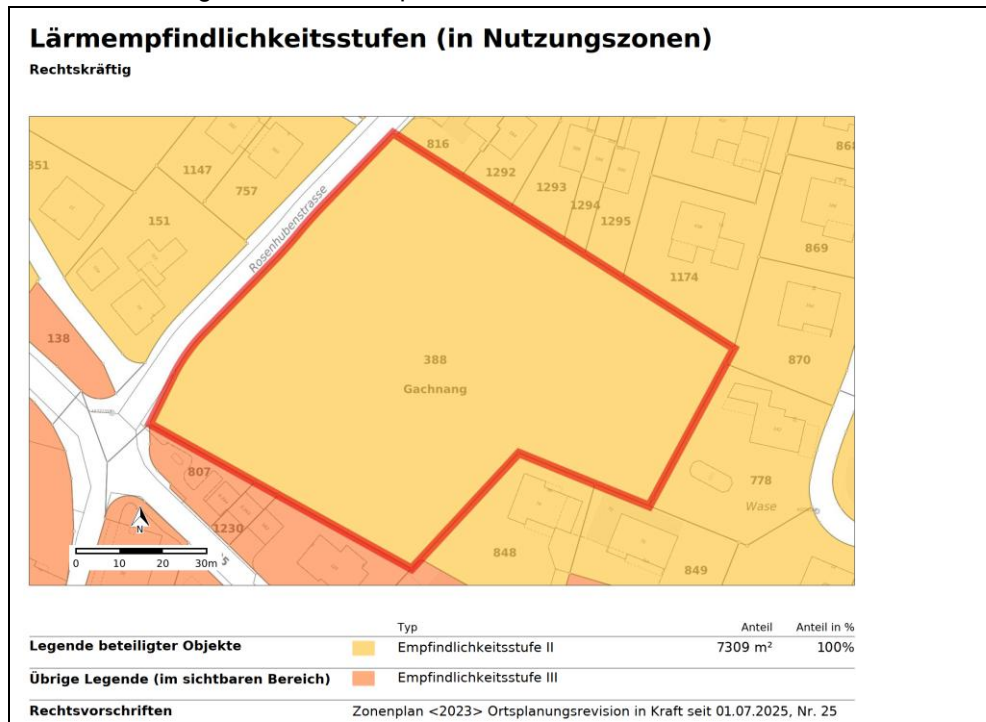 Lärmempfindlichkeitsstufen (in Nutzungszonen)
Rechtskräftig
816
868
351
1147
757
1292
1293
1294
1295
151
Rosenhubenstrasse
869
1174
138
388
870
Gachnang
807
778
Wase
1230
N
848
849
0 10 20 30m
Typ Anteil Anteil in %
Legende beteiligter Objekte Empfindlichkeitsstufe II 7309 m² 100%
Übrige Legende (im sichtbaren Bereich) Empfindlichkeitsstufe III
Rechtsvorschriften Zonenplan <2023> Ortsplanungsrevision in Kraft seit 01.07.2025, Nr. 25